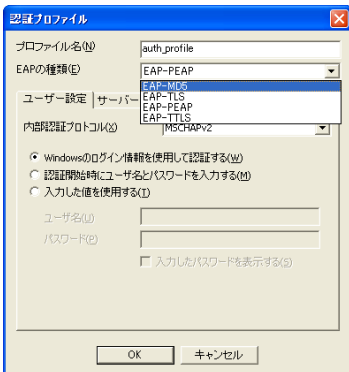 認証プロファイル
プロファイル名(N)
auth_profile
EAPの種類(E)
EAP-PEAP
EAP-MD5
EAP-TLS
EAP-PEAP
EAP-TTLS
ユーザー設定
サーバー
内部認証プロトコル(X)
MSCHAPv2
Windowsのログイン情報を使用して認証する(W)
認証開始時にユーザ名とパスワードを入力する(M)
入力した値を使用する(I)
ユーザ名(U)
パスワード(P)
入力したパスワードを表示する(S)
OK
キャンセル